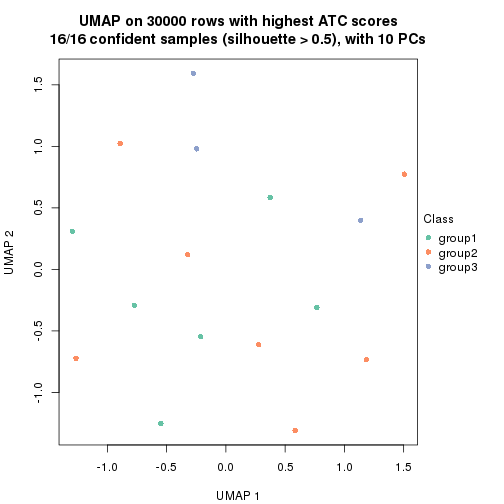 UMAP on 30000 rows with highest ATC scores
16/16 confident samples (silhouette > 0.5), with 10 PCs
1.5
1.0
0.5
0.0
-0.5
-1.0
UMAP 2
Class
group1
group2
group3
-1.0 -0.5 0.0 0.5 1.0 1.5
UMAP 1